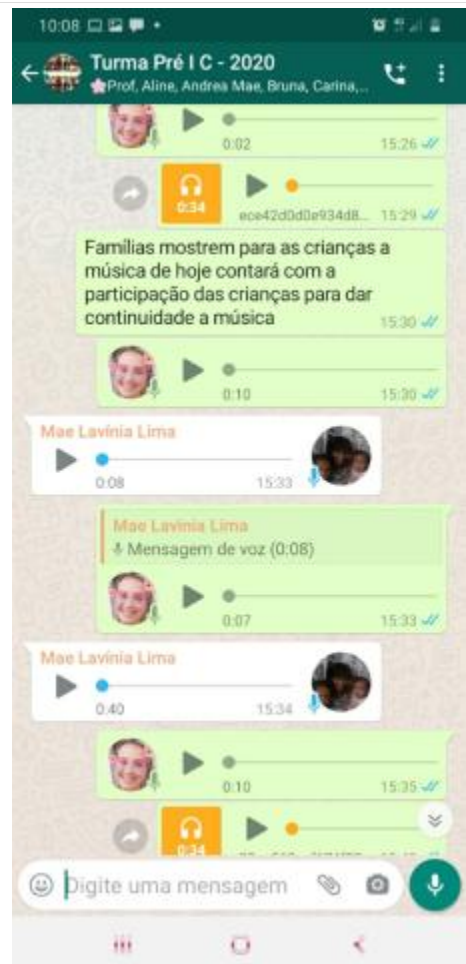 10:08
Turma Pré I C - 2020
Prof, Aline, Andrea Mae, Bruna, Carina,...
0:02 15:26
0:34 ece42d0d0e934d8... 15:29
Famílias mostrem para as crianças a
música de hoje contará com a
participação das crianças para dar
continuidade a música
15:30
0:10 15:30
Mae Lavínia Lima
0:08 15:33
Mae Lavínia Lima
Mensagem de voz (0:08)
0:07 15:33
Mae Lavínia Lima
0:40 15:34
0:10 15:35
0:34
Digite uma mensagem